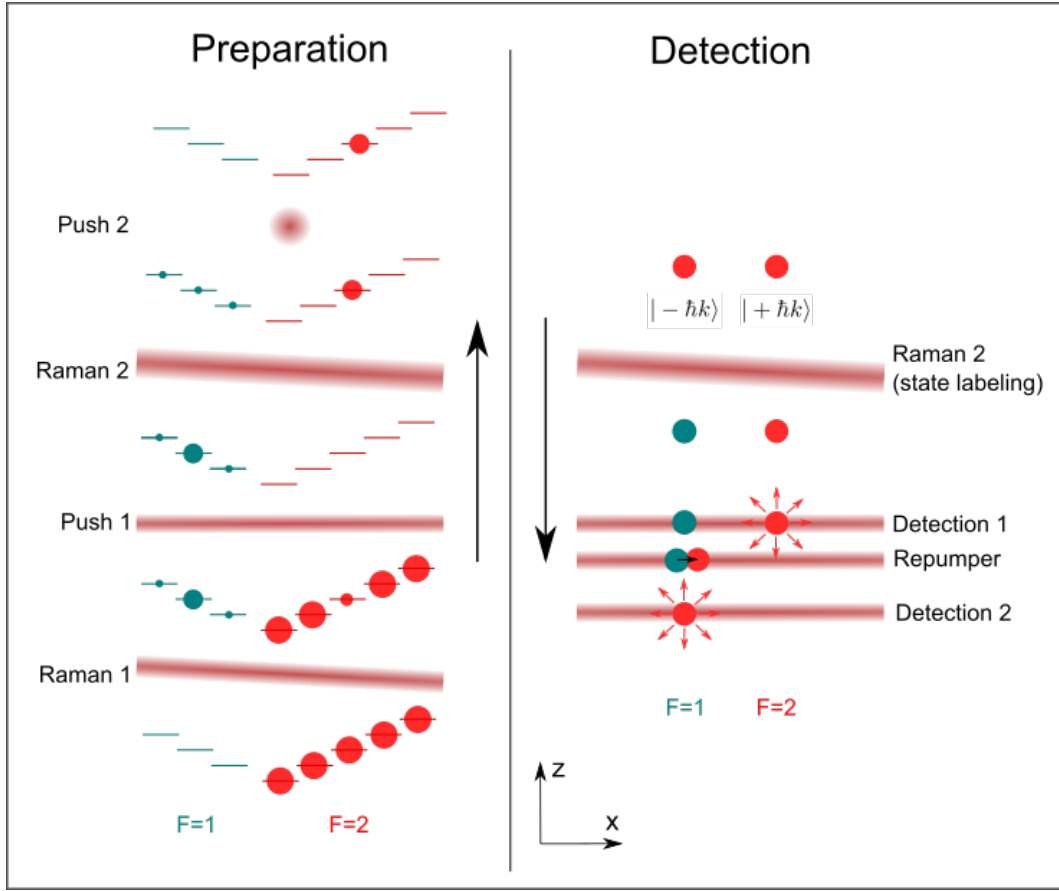 Preparation
Push 2
Raman 2
Push 1
Raman 1
F=1 F=2
Detection
|−ℏk⟩ |+ℏk⟩
Raman 2
(state labeling)
Detection 1
Repumper
Detection 2
F=1 F=2
z
x